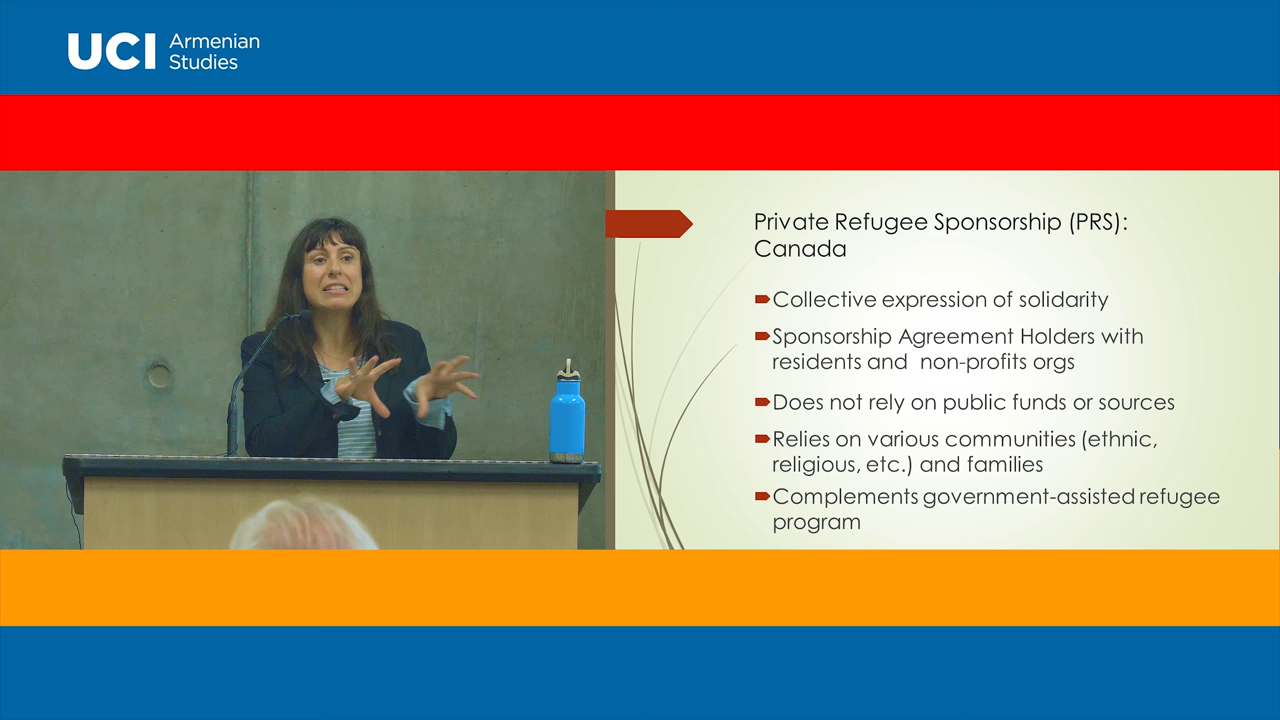 UCI Armenian
Studies
Private Refugee Sponsorship (PRS):
Canada
Collective expression of solidarity
Sponsorship Agreement Holders with
residents and non-profits orgs
Does not rely on public funds or sources
Relies on various communities (ethnic,
religious, etc.) and families
Complements government-assisted refugee
program